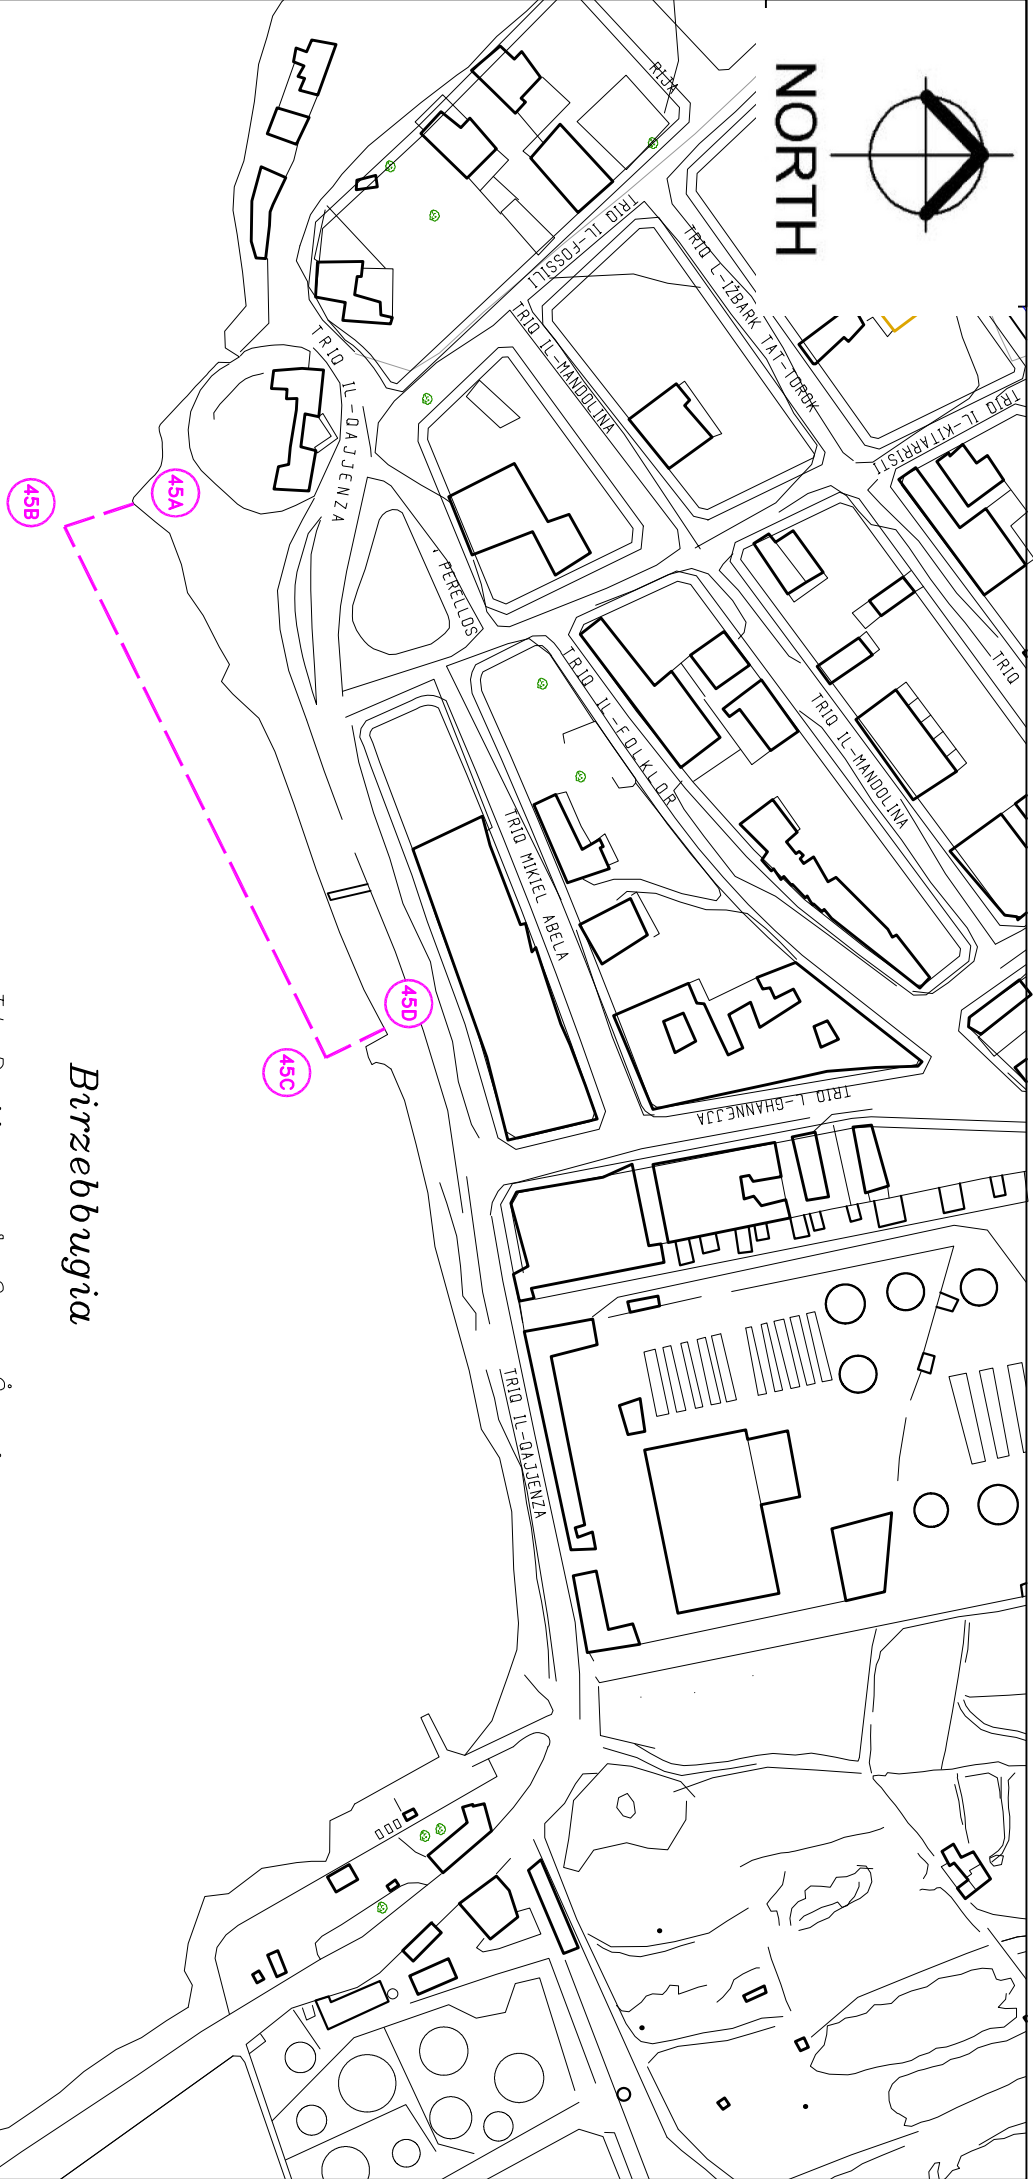 NORTH
RIJA
TRIQ IL-FOSSILI
TRIQ L-IŻBARK TAT-TOROK
TRIQ IL-MANDOLINA
TRIQ IL-KITARRISTI
TRIQ IL-QAJJENZA
PERELLOS
TRIQ
TRIQ IL-FOLKLOR
TRIQ IL-MANDOLINA
TRIQ MIKIEL ABELA
TRIQ L-GHANNEJJA
TRIQ IL-QAJJENZA
45A
45B
45C
45D
Birzebbugia